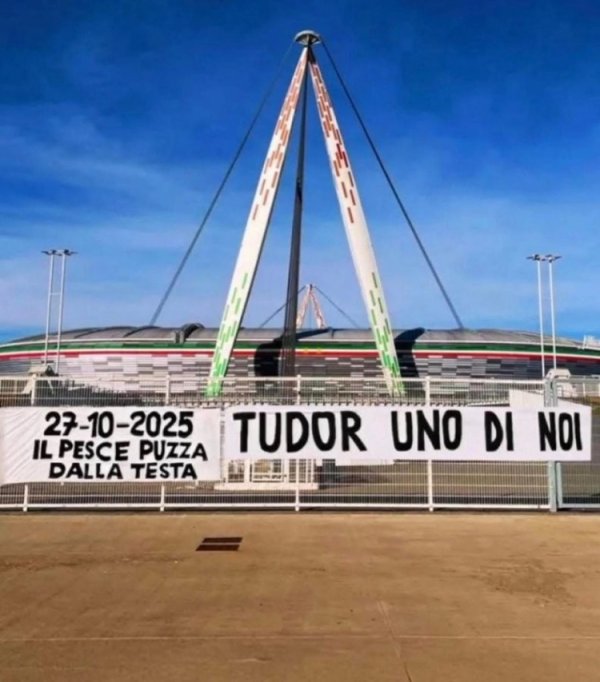 27-10-2025
IL PESCE PUZZA
DALLA TESTA
TUDOR UNO DI NOI